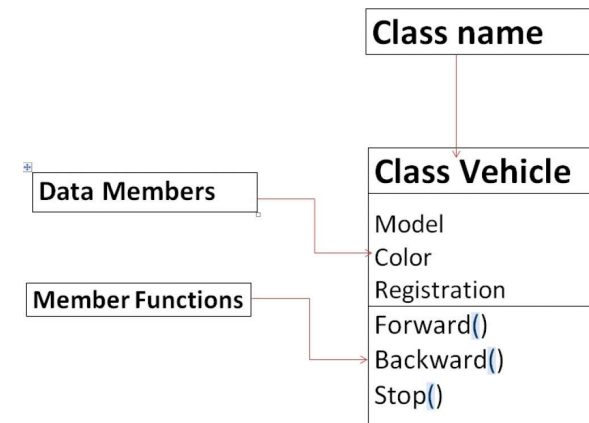 Class name
Class Vehicle
Data Members
Model
Color
Registration
Member Functions
Forward()
Backward()
Stop()